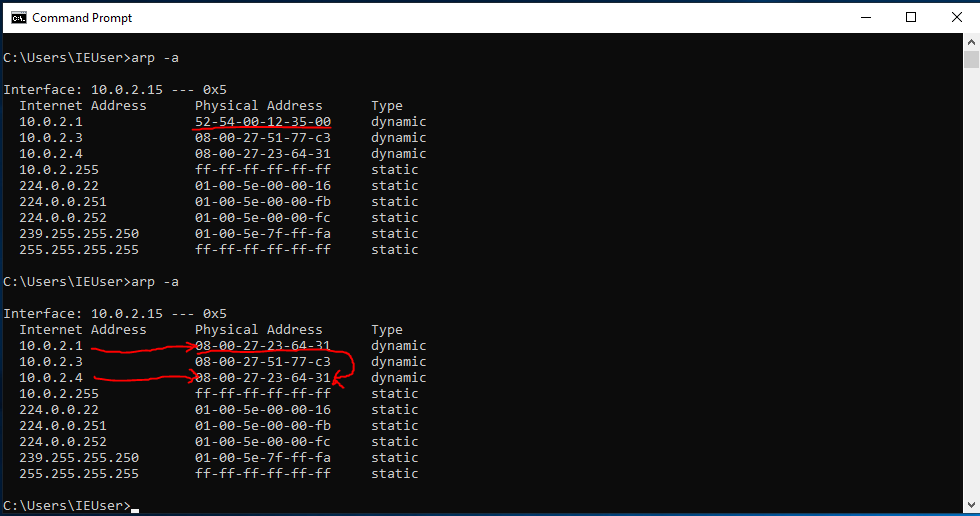 Command Prompt
C:\Users\IEUser>arp -a
Interface: 10.0.2.15 --- 0x5
Internet Address Physical Address Type
10.0.2.1 52-54-00-12-35-00 dynamic
10.0.2.3 08-00-27-51-77-c3 dynamic
10.0.2.4 08-00-27-23-64-31 dynamic
10.0.2.255 ff-ff-ff-ff-ff-ff static
224.0.0.22 01-00-5e-00-00-16 static
224.0.0.251 01-00-5e-00-00-fb static
224.0.0.252 01-00-5e-00-00-fc static
239.255.255.250 01-00-5e-7f-ff-fa static
255.255.255.255 ff-ff-ff-ff-ff-ff static
C:\Users\IEUser>arp -a
Interface: 10.0.2.15 --- 0x5
Internet Address Physical Address Type
10.0.2.1 08-00-27-23-64-31 dynamic
10.0.2.3 08-00-27-51-77-c3 dynamic
10.0.2.4 08-00-27-23-64-31 dynamic
10.0.2.255 ff-ff-ff-ff-ff-ff static
224.0.0.22 01-00-5e-00-00-16 static
224.0.0.251 01-00-5e-00-00-fb static
224.0.0.252 01-00-5e-00-00-fc static
239.255.255.250 01-00-5e-7f-ff-fa static
255.255.255.255 ff-ff-ff-ff-ff-ff static
C:\Users\IEUser>